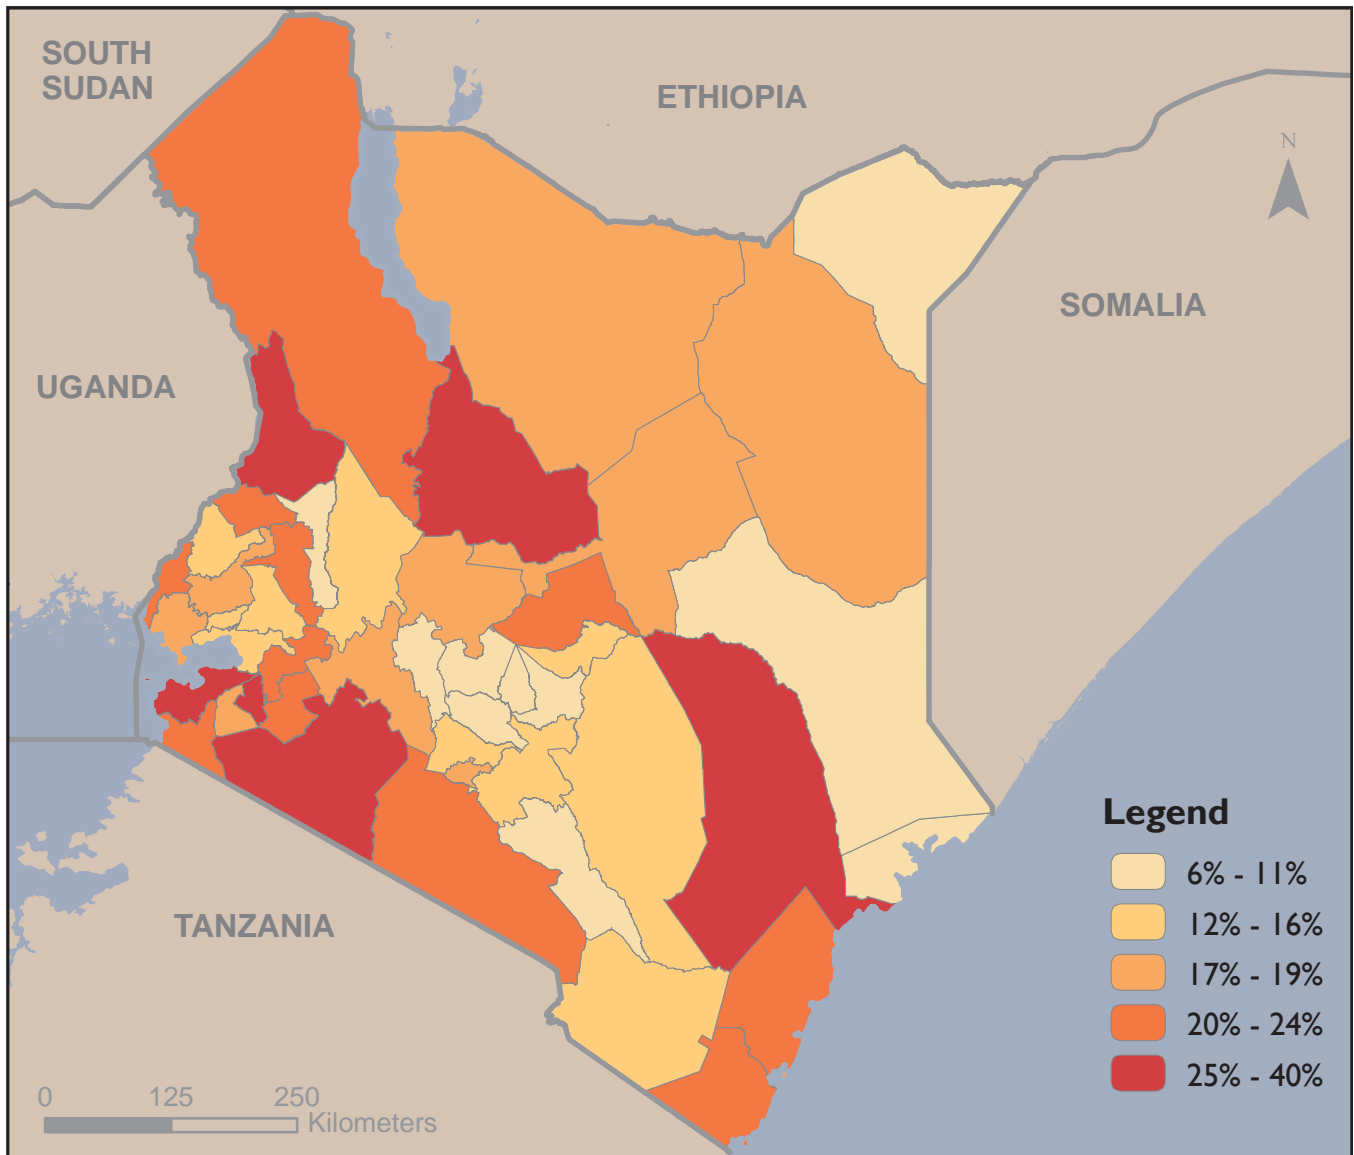 SOUTH
SUDAN
ETHIOPIA
N
SOMALIA
UGANDA
Legend
6% - 11%
12% - 16%
17% - 19%
20% - 24%
25% - 40%
TANZANIA
0 125 250
Kilometers